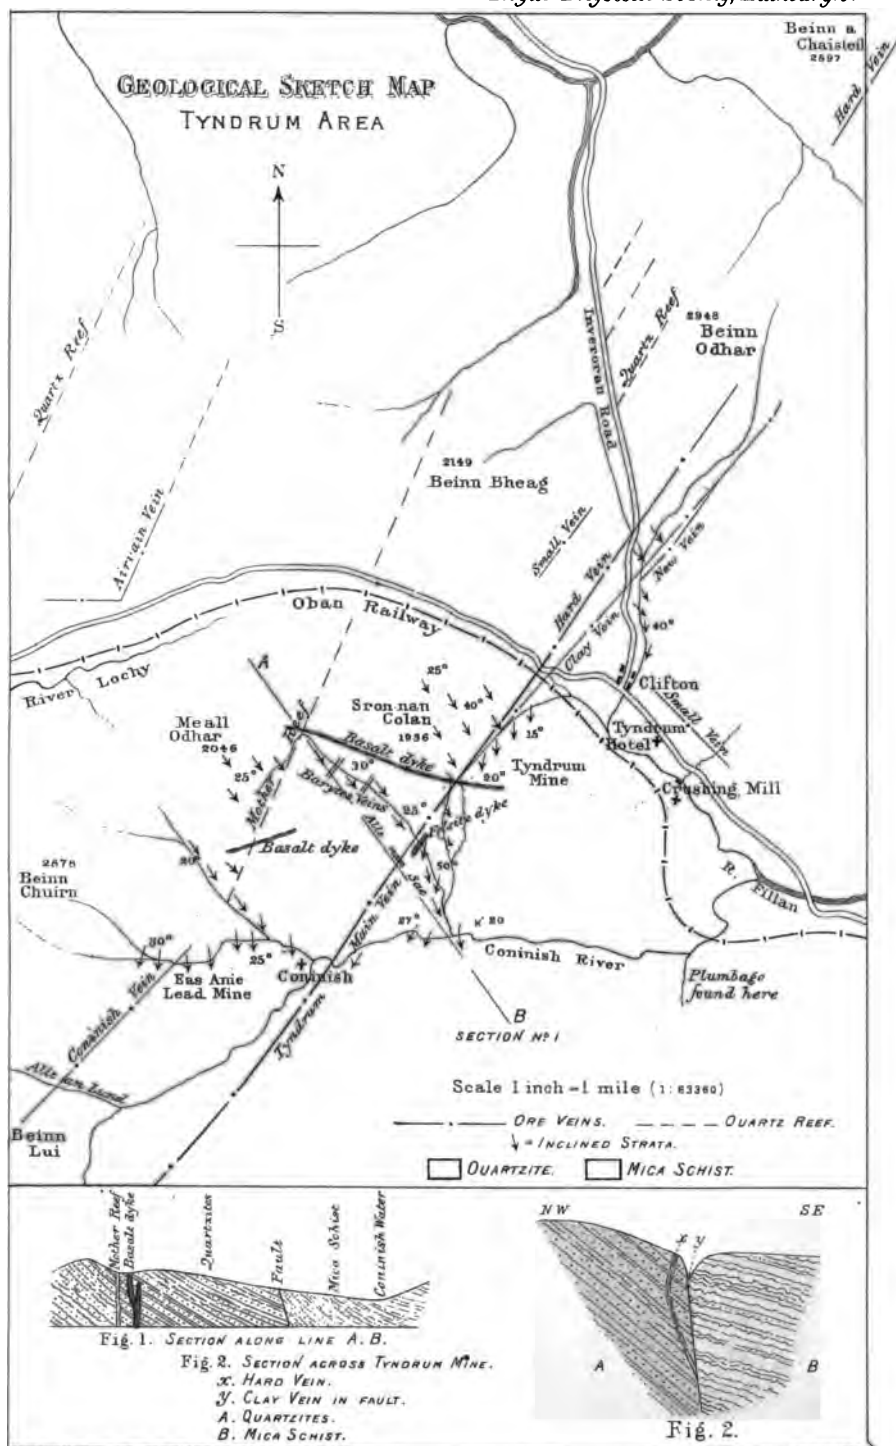 GEOLOGICAL SKETCH MAP
TYNDRUM AREA
N
S
Beinn a
Chaisteil
2897
Hard Vein
Quartz Reef
Airivain Vein
Inveroran Road
Quartz Reef
2948
Beinn
Odhar
2149
Beinn Bheag
Small Vein
Hard Vein
Clay Vein
New Vein
40°
Oban Railway
River Lochy
A
25°
Sron nan
Colan
1936
40°
15°
Clifton
Small Vein
Tyndrum
Hotel
Meall
Odhar
2046
25°
Mother Reef
Basalt dyke
30°
Barytes Veins
25°
20°
Tyndrum
Mine
Crushing Mill
Felsite dyke
Basalt dyke
50°
R. Fillan
2878
Beinn
Chuirn
20°
Main Vein
27°
20
30°
25°
Eas Anie
Lead Mine
Coninish
Coninish River
Plumbago
found here
Coninish Vein
Tyndrum
B
SECTION No. 1
Beinn
Lui
Scale 1 inch = 1 mile (1:63360)
ORE VEINS. QUARTZ REEF.
= INCLINED STRATA.
QUARTZITE. MICA SCHIST.
Mother Reef
Basalt dyke
Quartzites
Fault
Mica Schist
Coninish Water
Fig. 1. SECTION ALONG LINE A.B.
Fig. 2. SECTION ACROSS TYNDRUM MINE.
x. HARD VEIN.
y. CLAY VEIN IN FAULT.
A. QUARTZITES.
B. MICA SCHIST.
NW SE
x y
A B
Fig. 2.